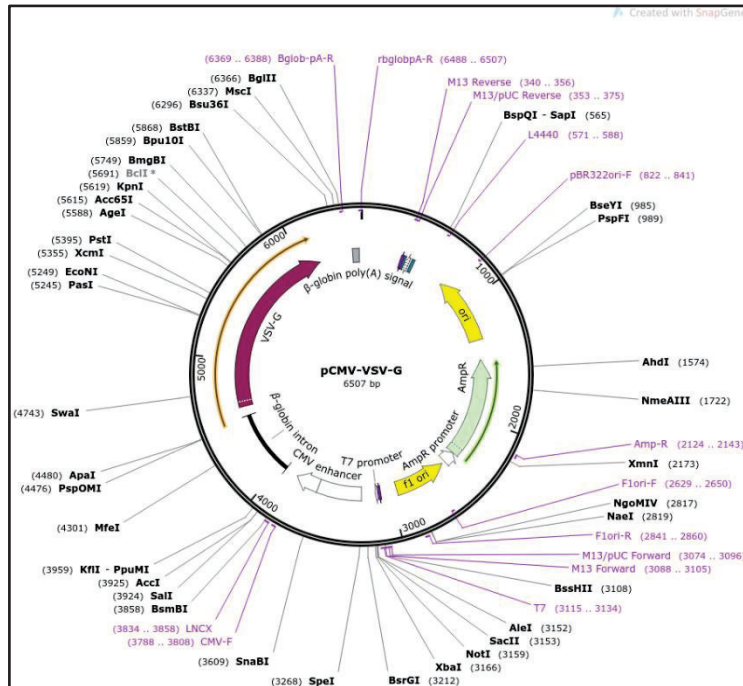 Created with SnapGene
(6369 .. 6388) Bglob-pA-R
rbglobpA-R (6488 .. 6507)
(6366) BglII
(6337) MscI
(6296) Bsu36I
(5868) BstBI
(5859) Bpu10I
(5749) BmgBI
(5691) BclI *
(5619) KpnI
(5615) Acc65I
(5588) AgeI
(5395) PstI
(5355) XcmI
(5249) EcoNI
(5245) PasI
(4743) SwaI
(4480) ApaI
(4476) PspOMI
(4301) MfeI
(3959) KflI - PpuMI
(3925) AccI
(3924) SalI
(3858) BsmBI
(3834 .. 3858) LNCX
(3788 .. 3808) CMV-F
(3609) SnaBI
(3268) SpeI
M13 Reverse (340 .. 356)
M13/pUC Reverse (353 .. 375)
BspQI - SapI (565)
L4440 (571 .. 588)
pBR322ori-F (822 .. 841)
BseYI (985)
PspFI (989)
AhdI (1574)
NmeAIII (1722)
Amp-R (2124 .. 2143)
XmnI (2173)
F1ori-F (2629 .. 2650)
NgoMIV (2817)
NaeI (2819)
F1ori-R (2841 .. 2860)
M13/pUC Forward (3074 .. 3096)
M13 Forward (3088 .. 3105)
BssHII (3108)
T7 (3115 .. 3134)
AleI (3152)
SacII (3153)
NotI (3159)
XbaI (3166)
BsrGI (3212)
1000
2000
3000
4000
5000
6000
β-globin poly(A) signal
ori
AmpR
AmpR promoter
f1 ori
T7 promoter
CMV enhancer
β-globin intron
VSV-G
pCMV-VSV-G
6507 bp